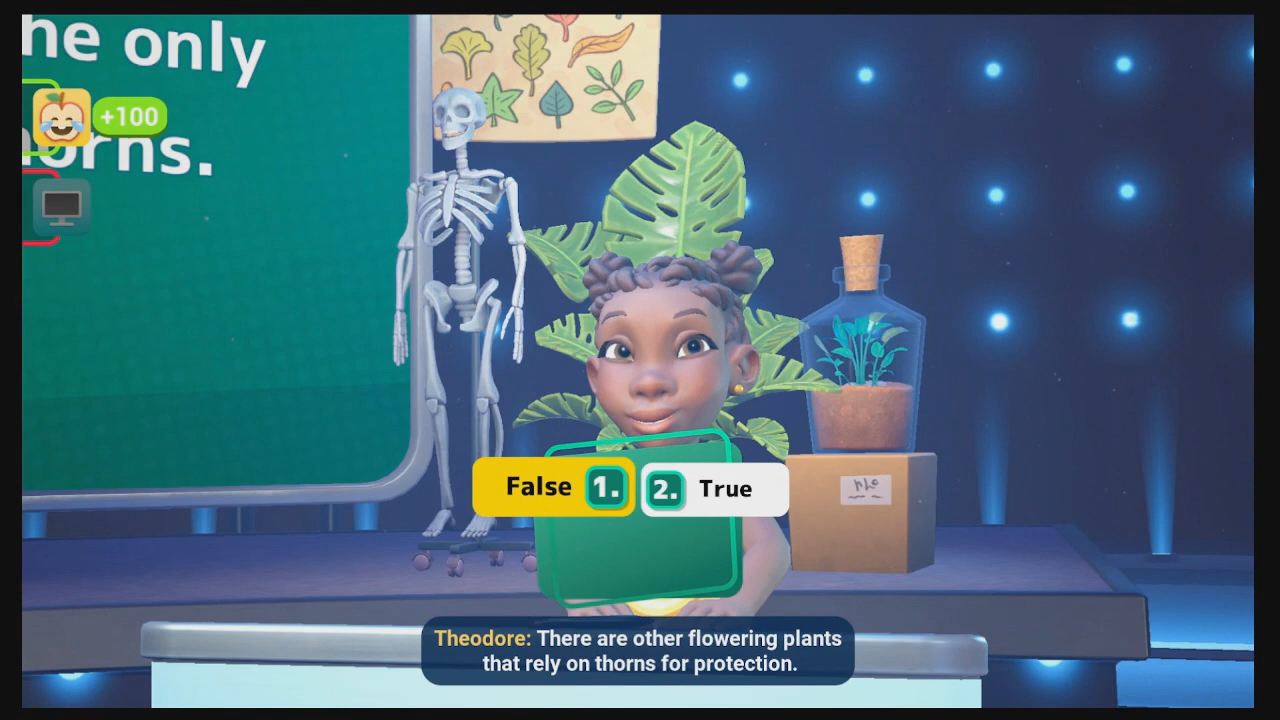 he only
+100
orns.
False 1. 2. True
Theodore: There are other flowering plants
that rely on thorns for protection.